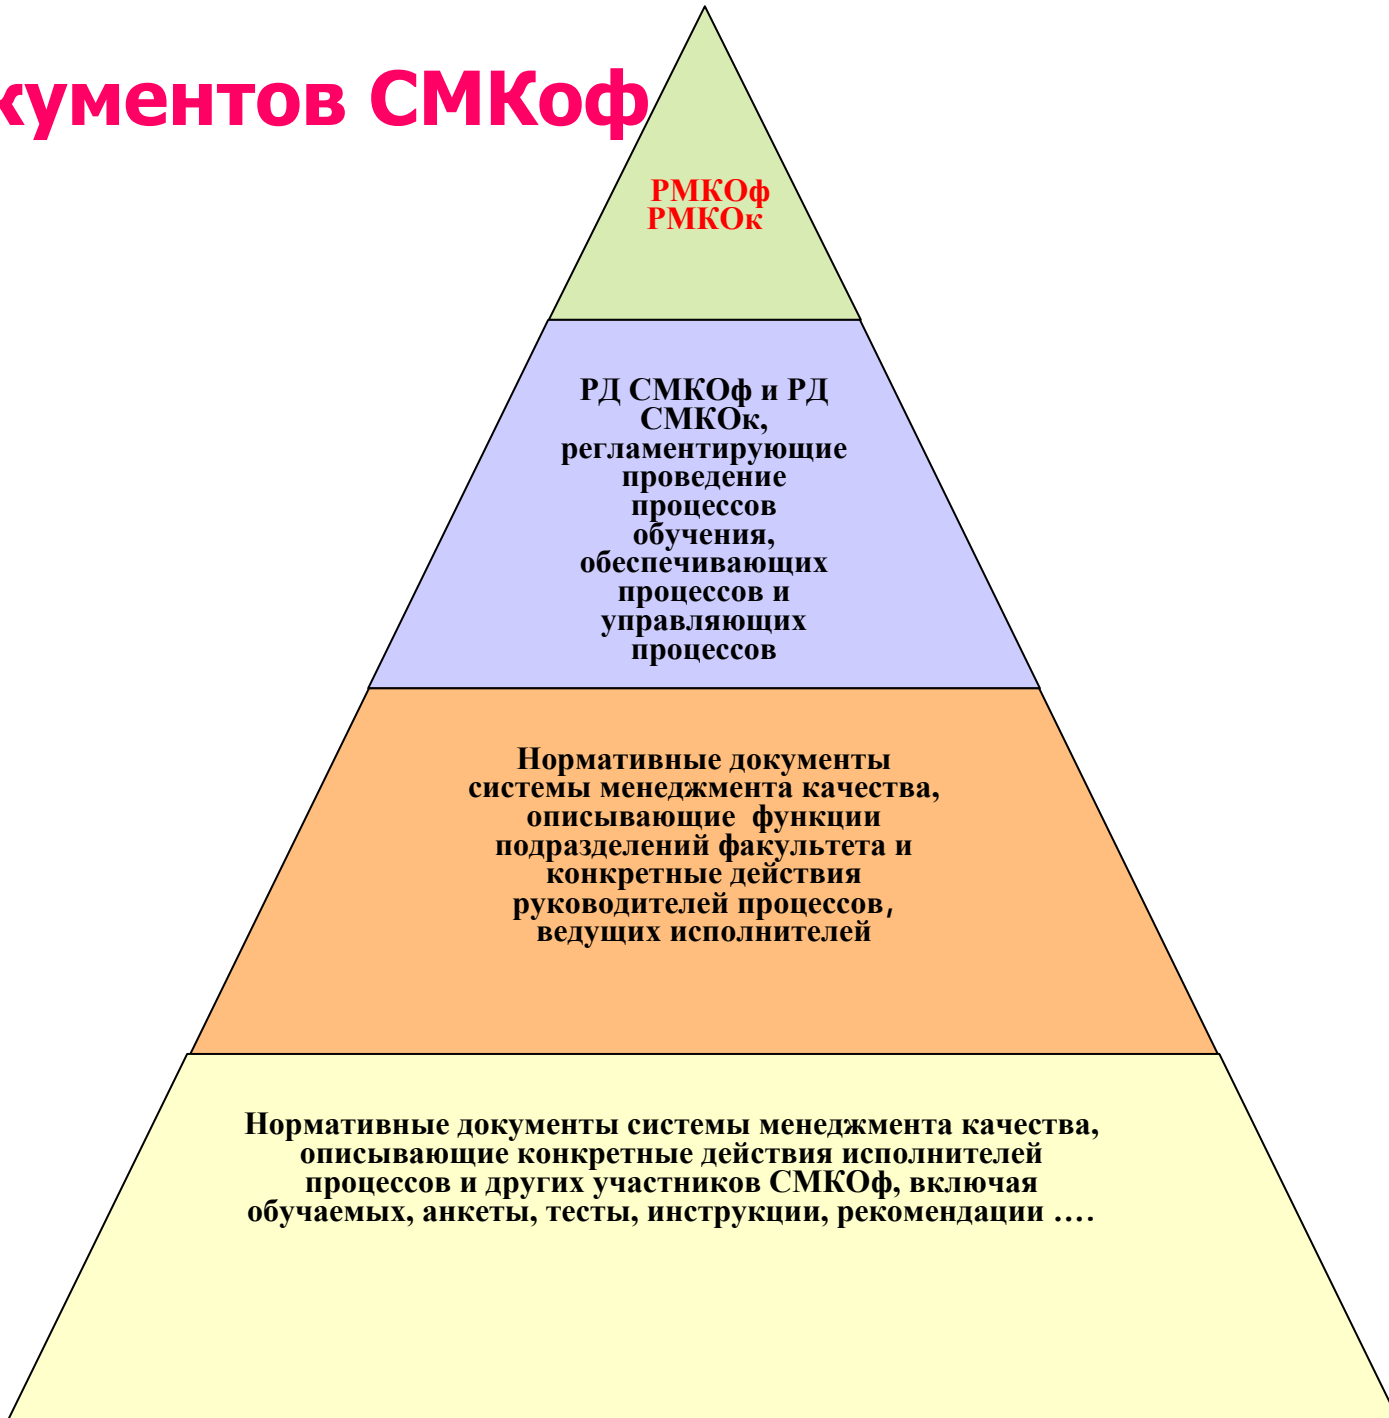 кументов СМКоф
РМКОф
РМКОк
РД СМКОф и РД
СМКОк,
регламентирующие
проведение
процессов
обучения,
обеспечивающих
процессов и
управляющих
процессов
Нормативные документы
системы менеджмента качества,
описывающие функции
подразделений факультета и
конкретные действия
руководителей процессов,
ведущих исполнителей
Нормативные документы системы менеджмента качества,
описывающие конкретные действия исполнителей
процессов и других участников СМКОф, включая
обучаемых, анкеты, тесты, инструкции, рекомендации ….